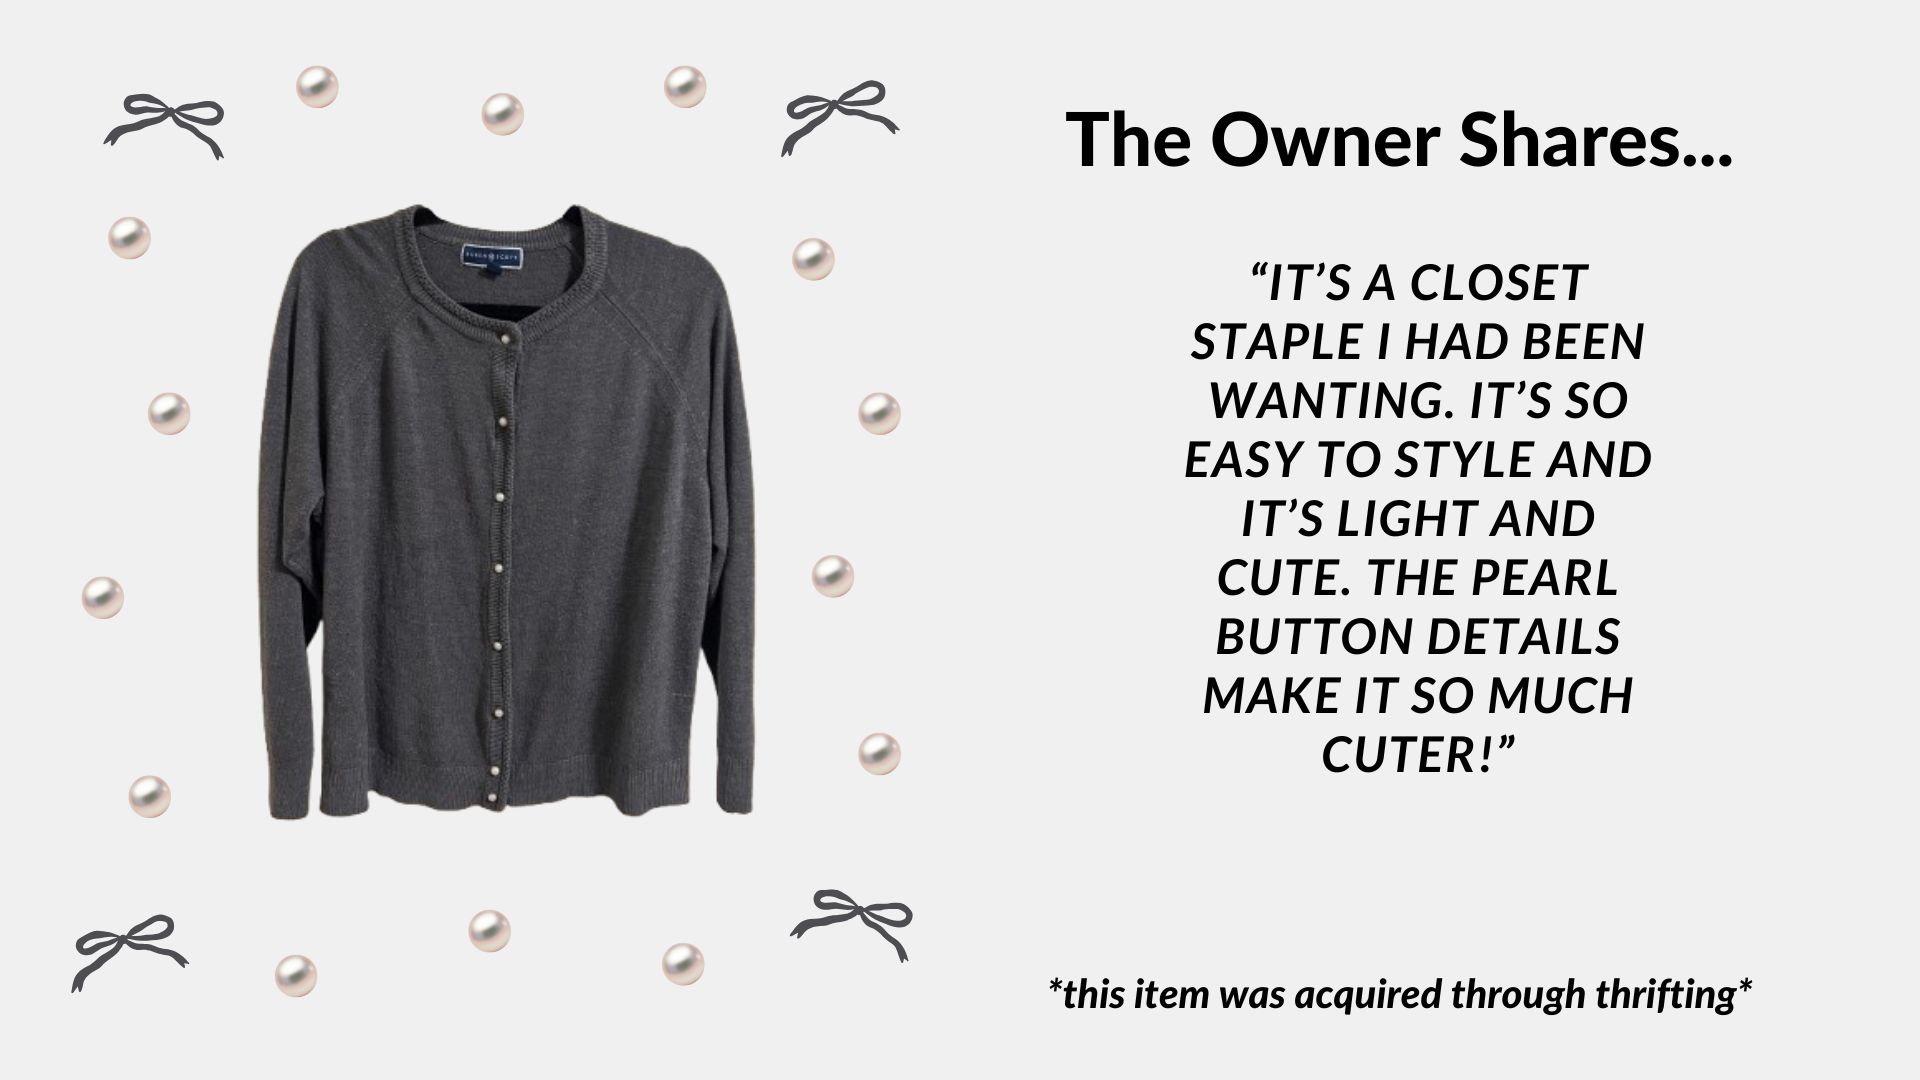 The Owner Shares...
“IT’S A CLOSET
STAPLE I HAD BEEN
WANTING. IT’S SO
EASY TO STYLE AND
IT’S LIGHT AND
CUTE. THE PEARL
BUTTON DETAILS
MAKE IT SO MUCH
CUTER!”
*this item was acquired through thrifting*